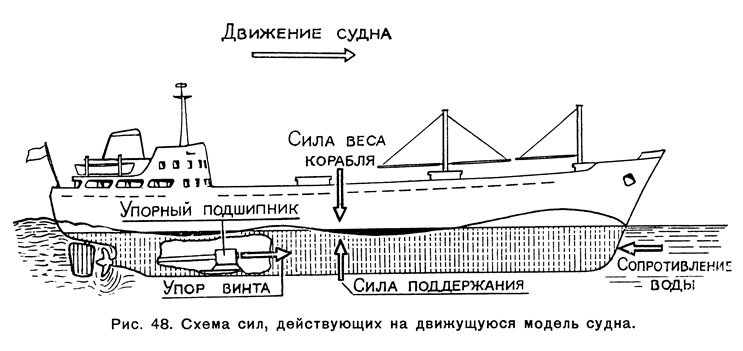 Движение судна
Сила веса
корабля
Упорный подшипник
Упор винта
Сила поддержания
Сопротивление
воды
Рис. 48. Схема сил, действующих на движущуюся модель судна.